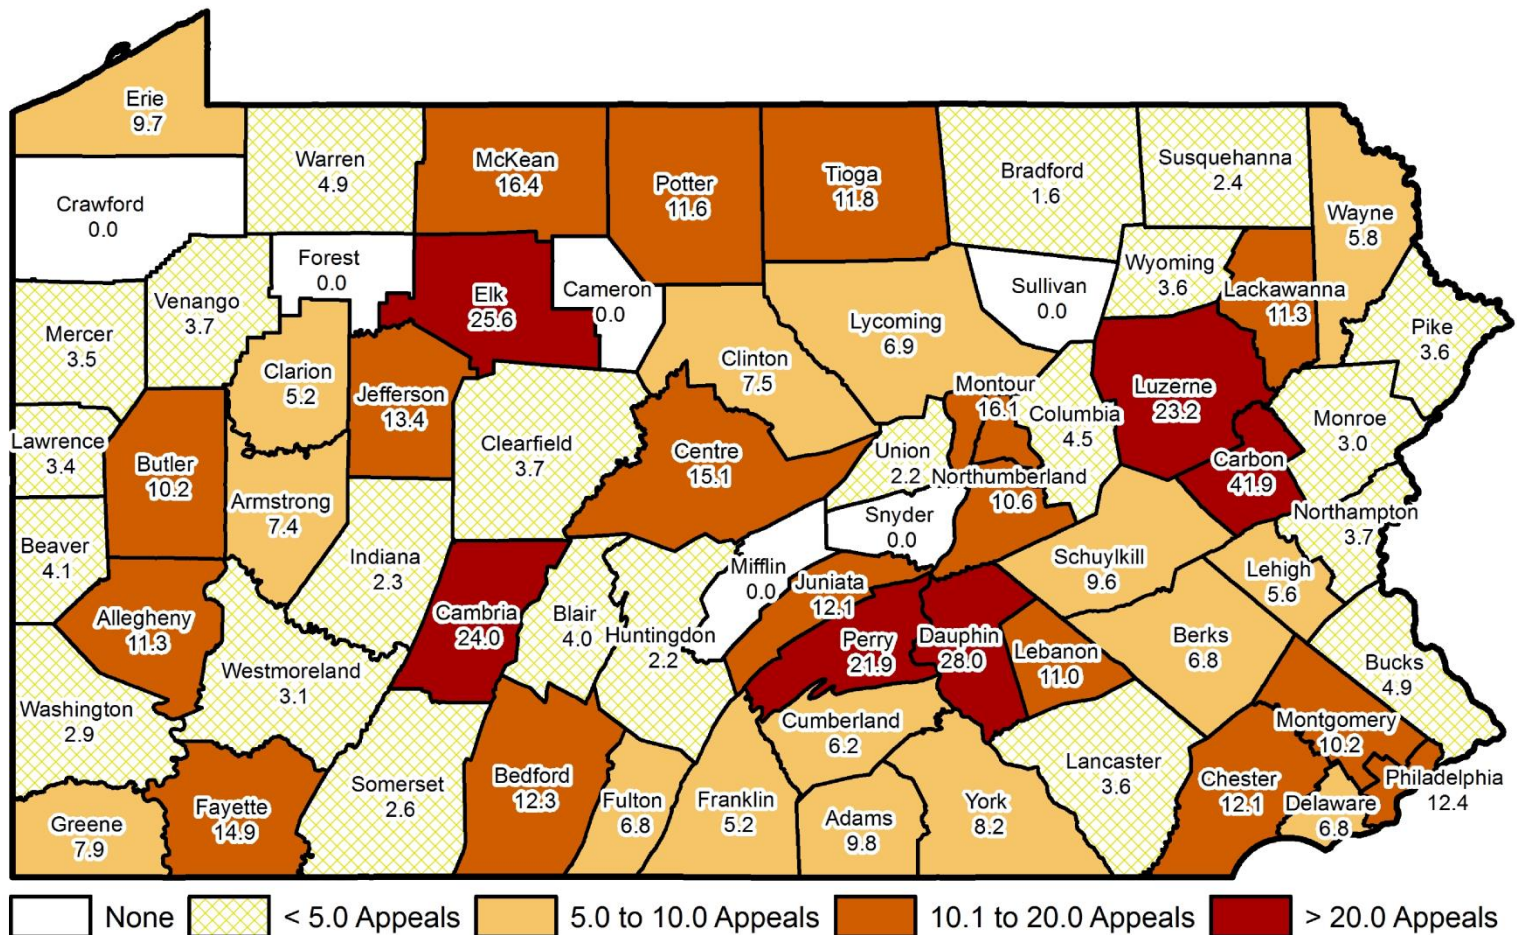 Erie
9.7
Warren
4.9
McKean
16.4
Potter
11.6
Tioga
11.8
Bradford
1.6
Susquehanna
2.4
Wayne
5.8
Crawford
0.0
Forest
0.0
Elk
25.6
Cameron
0.0
Sullivan
0.0
Wyoming
3.6
Lackawanna
11.3
Pike
3.6
Venango
3.7
Mercer
3.5
Clarion
5.2
Jefferson
13.4
Clinton
7.5
Lycoming
6.9
Montour
16.1
Columbia
4.5
Luzerne
23.2
Monroe
3.0
Carbon
41.9
Lawrence
3.4
Butler
10.2
Armstrong
7.4
Clearfield
3.7
Centre
15.1
Union
2.2
Northumberland
10.6
Northampton
3.7
Snyder
0.0
Beaver
4.1
Indiana
2.3
Mifflin
0.0
Juniata
12.1
Schuylkill
9.6
Lehigh
5.6
Allegheny
11.3
Cambria
24.0
Blair
4.0
Huntingdon
2.2
Perry
21.9
Dauphin
28.0
Lebanon
11.0
Berks
6.8
Bucks
4.9
Westmoreland
3.1
Washington
2.9
Cumberland
6.2
Montgomery
10.2
Lancaster
3.6
Chester
12.1
Philadelphia
12.4
Delaware
6.8
Greene
7.9
Fayette
14.9
Somerset
2.6
Bedford
12.3
Fulton
6.8
Franklin
5.2
Adams
9.8
York
8.2
None
< 5.0 Appeals
5.0 to 10.0 Appeals
10.1 to 20.0 Appeals
> 20.0 Appeals